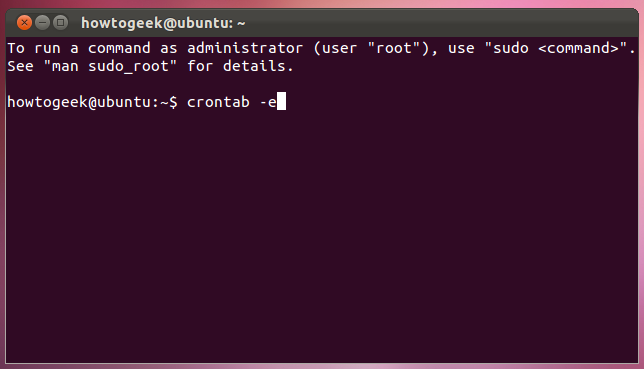 howtogeek@ubuntu: ~
To run a command as administrator (user "root"), use "sudo <command>".
See "man sudo_root" for details.
howtogeek@ubuntu:~$ crontab -e